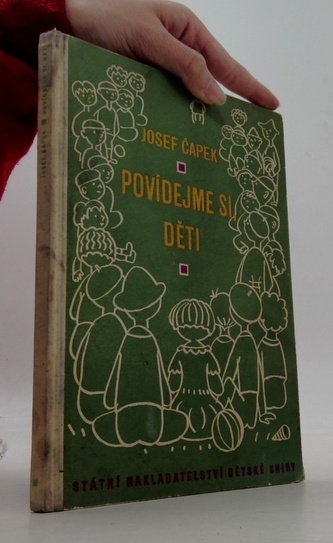 JOSEF ČAPEK
POVÍDEJME SI,
DĚTI
STÁTNÍ NAKLADATELSTVÍ DĚTSKÉ KNIHY